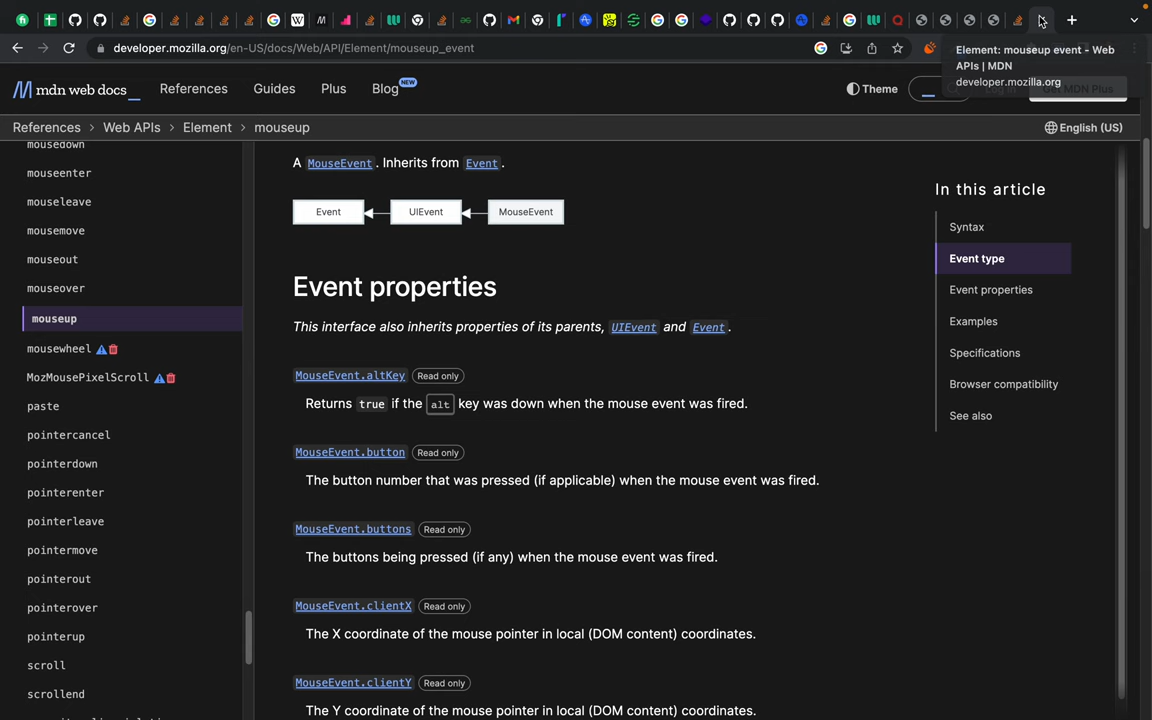 developer.mozilla.org/en-US/docs/Web/API/Element/mouseup_event
Element: mouseup event - Web
APIs | MDN
developer.mozilla.org
mdn web docs_
References
Guides
Plus
Blog NEW
Theme
References > Web APIs > Element > mouseup
English (US)
mousedown
mouseenter
mouseleave
mousemove
mouseout
mouseover
mouseup
mousewheel
MozMousePixelScroll
paste
pointercancel
pointerdown
pointerenter
pointerleave
pointermove
pointerout
pointerover
pointerup
scroll
scrollend
A MouseEvent. Inherits from Event.
Event
UIEvent
MouseEvent
Event properties
This interface also inherits properties of its parents, UIEvent and Event.
MouseEvent.altKey Read only
Returns true if the alt key was down when the mouse event was fired.
MouseEvent.button Read only
The button number that was pressed (if applicable) when the mouse event was fired.
MouseEvent.buttons Read only
The buttons being pressed (if any) when the mouse event was fired.
MouseEvent.clientX Read only
The X coordinate of the mouse pointer in local (DOM content) coordinates.
MouseEvent.clientY Read only
The Y coordinate of the mouse pointer in local (DOM content) coordinates.
In this article
Syntax
Event type
Event properties
Examples
Specifications
Browser compatibility
See also